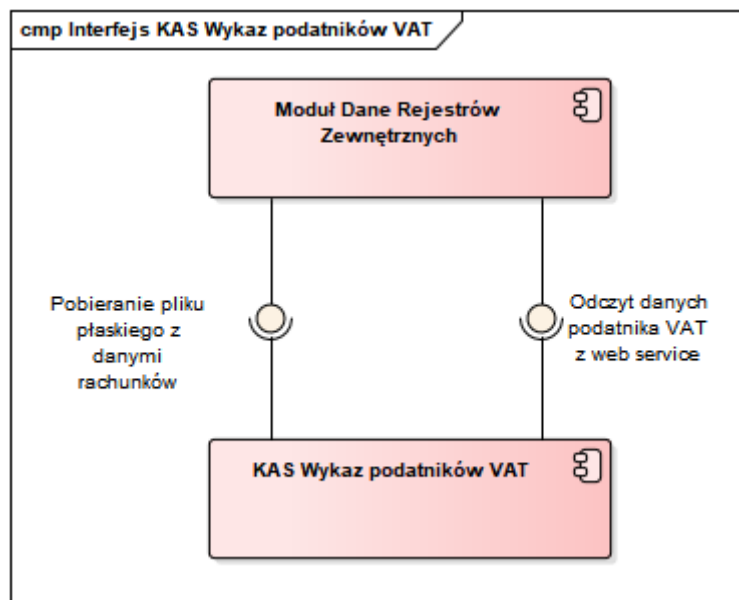 cmp Interfejs KAS Wykaz podatników VAT
Moduł Dane Rejestrów
Zewnętrznych
Pobieranie pliku
płaskiego z
danymi
rachunków
Odczyt danych
podatnika VAT
z web service
KAS Wykaz podatników VAT